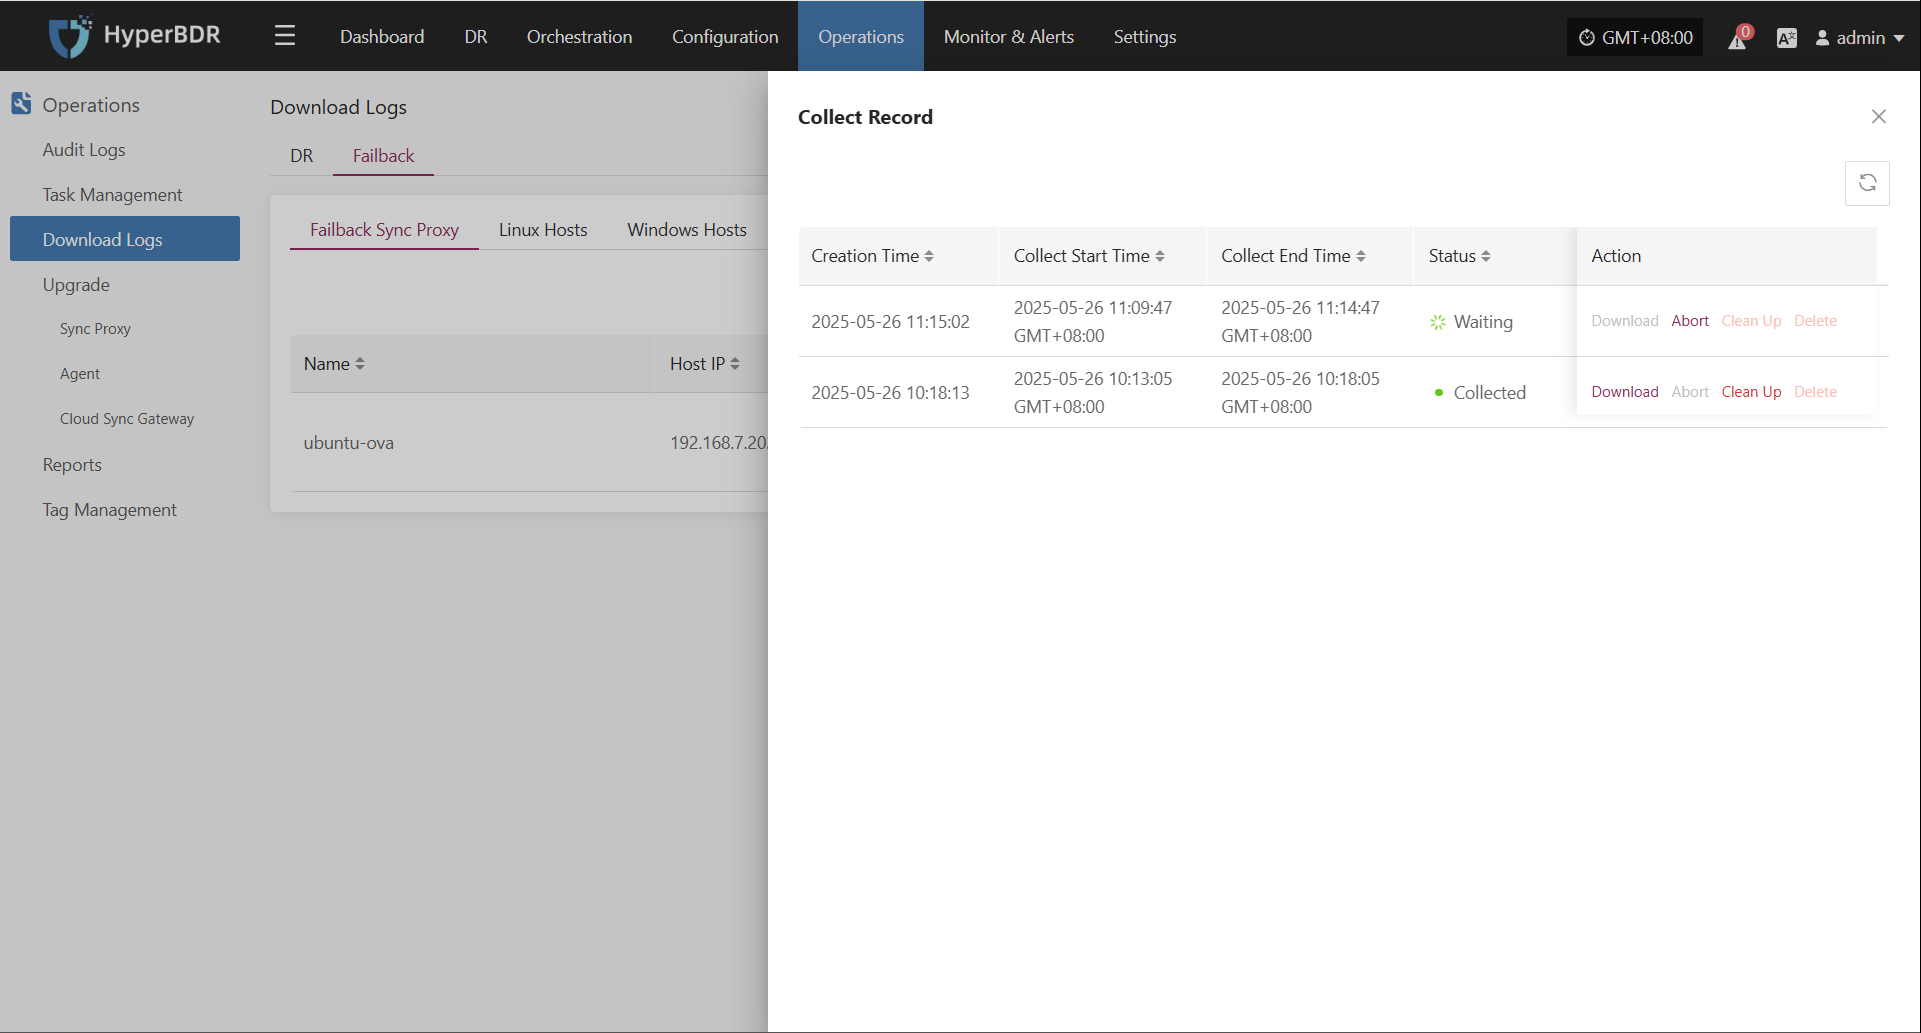 HyperBDR
Dashboard
DR
Orchestration
Configuration
Operations
Monitor & Alerts
Settings
GMT+08:00
0
admin
Operations
Audit Logs
Task Management
Download Logs
Upgrade
Sync Proxy
Agent
Cloud Sync Gateway
Reports
Tag Management
Download Logs
DR
Failback
Failback Sync Proxy
Linux Hosts
Windows Hosts
Name
Host IP
ubuntu-ova
192.168.7.20
Collect Record
Creation Time
Collect Start Time
Collect End Time
Status
Action
2025-05-26 11:15:02
2025-05-26 11:09:47
GMT+08:00
2025-05-26 11:14:47
GMT+08:00
Waiting
Download Abort Clean Up Delete
2025-05-26 10:18:13
2025-05-26 10:13:05
GMT+08:00
2025-05-26 10:18:05
GMT+08:00
Collected
Download Abort Clean Up Delete